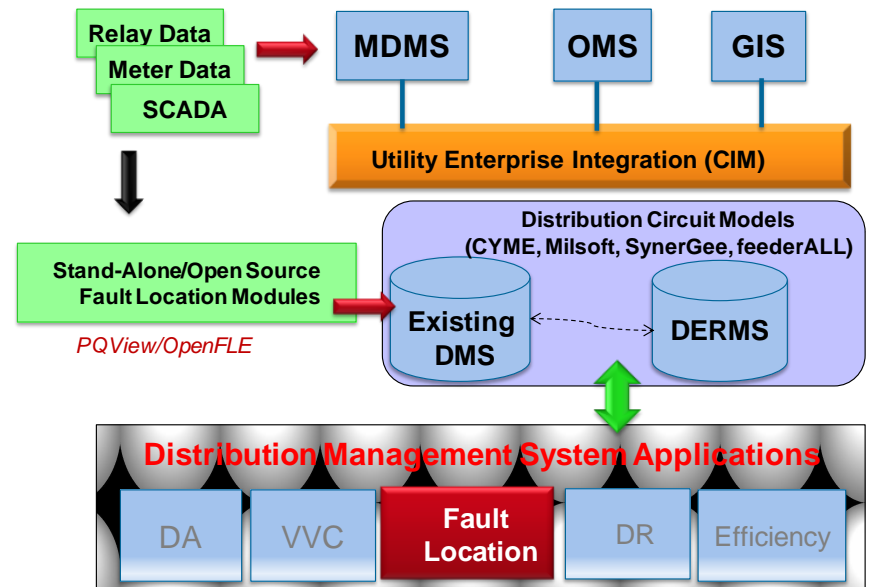 Relay Data
Meter Data
SCADA
MDMS
OMS
GIS
Utility Enterprise Integration (CIM)
Distribution Circuit Models
(CYME, Milsoft, SynerGee, feederALL)
Stand-Alone/Open Source
Fault Location Modules
PQView/OpenFLE
Existing
DMS
DERMS
Distribution Management System Applications
DA
VVC
Fault
Location
DR
Efficiency